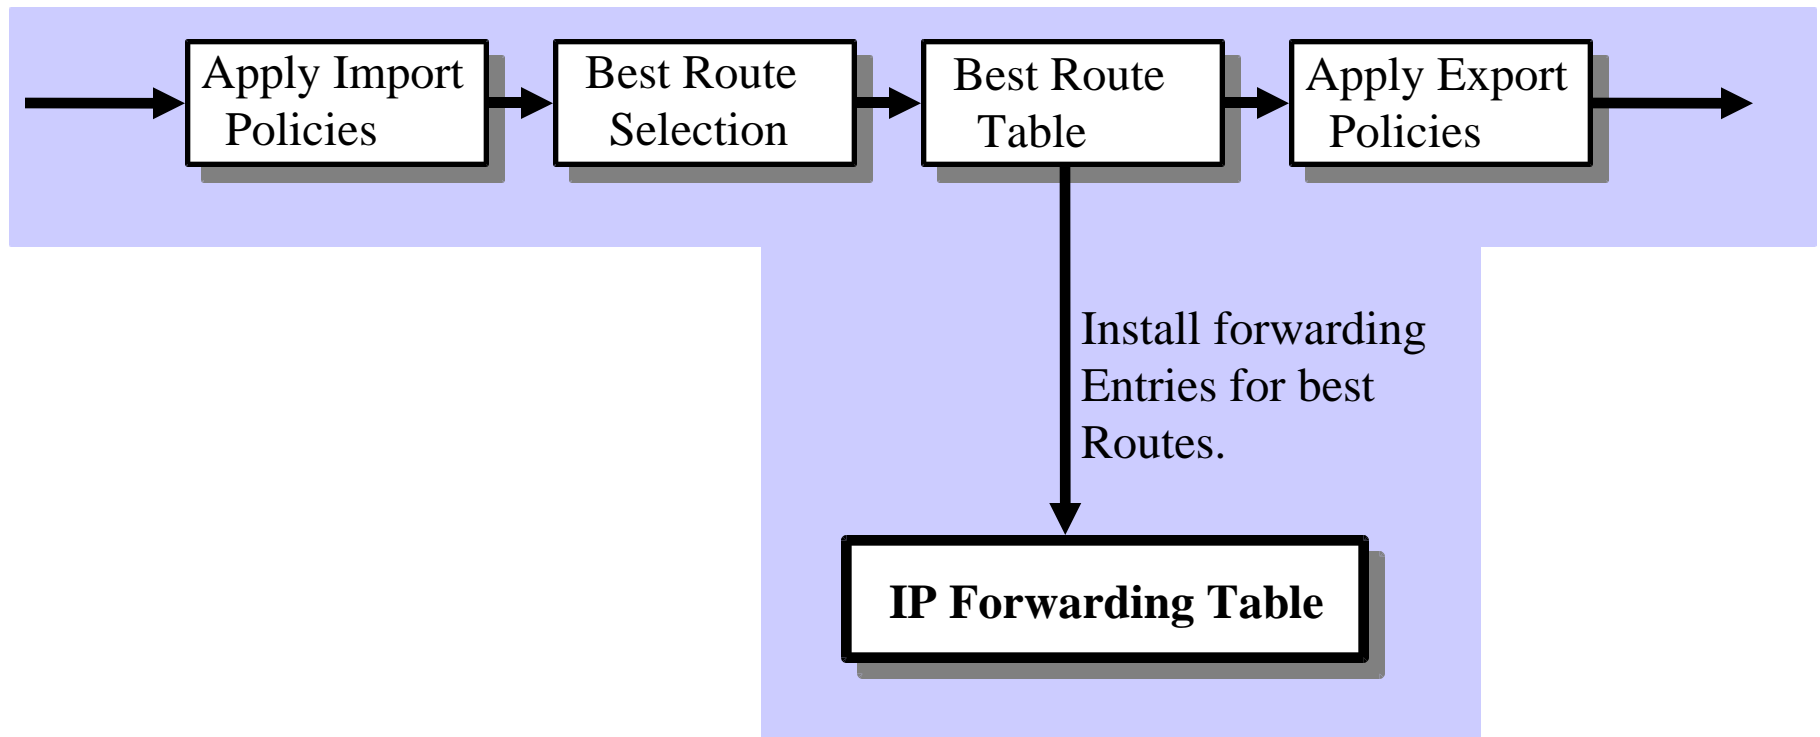 Apply Import
Policies
Best Route
Selection
Best Route
Table
Apply Export
Policies
Install forwarding
Entries for best
Routes.
IP Forwarding Table